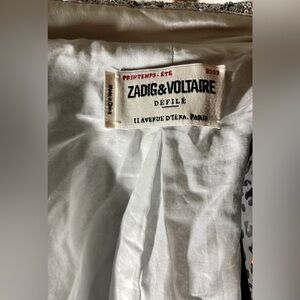 PRINTEMPS-ÉTÉ
ZADIG&VOLTAIRE
DÉFILÉ
11 AVENUE D'IÉNA. PARIS